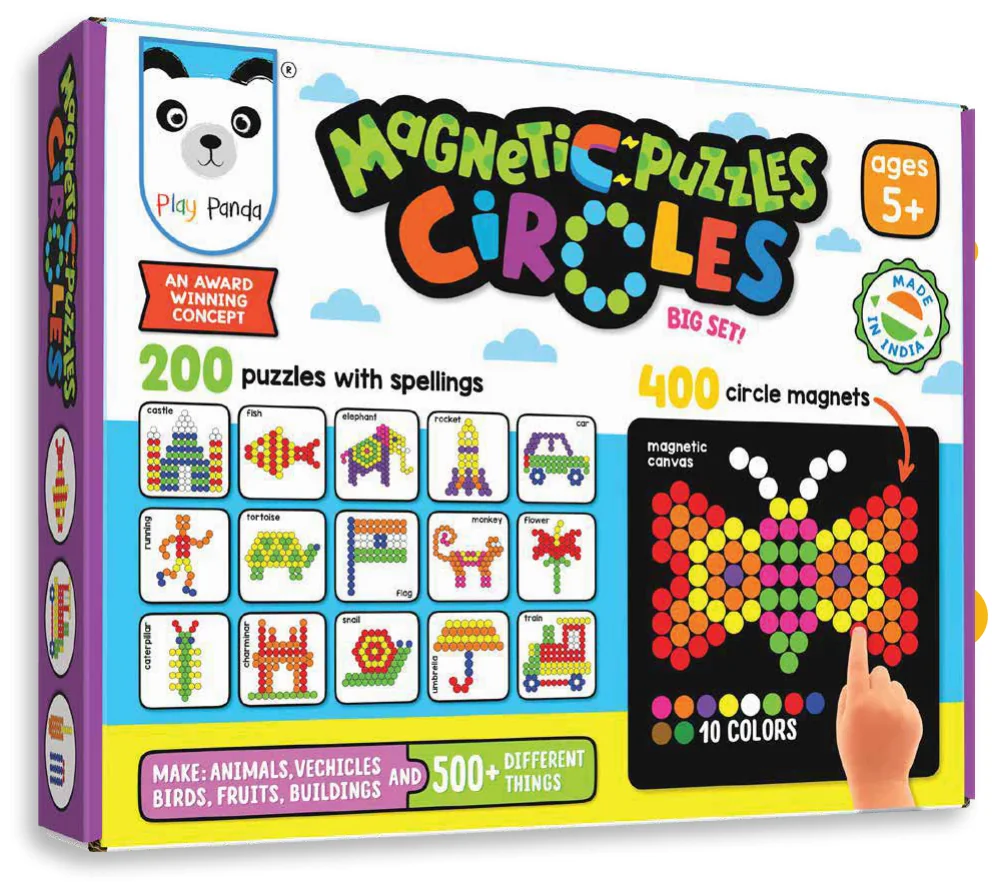 Play Panda
®
MAGNETIC PUZZLES
CIRCLES
BIG SET!
ages
5+
MADE
IN INDIA
AN AWARD
WINNING
CONCEPT
200 puzzles with spellings
400 circle magnets
castle
fish
elephant
rocket
car
running
tortoise
flag
monkey
flower
caterpillar
charminar
snail
umbrella
train
magnetic
canvas
10 COLORS
MAKE: ANIMALS, VECHICLES
BIRDS, FRUITS, BUILDINGS
AND
500+ DIFFERENT
THINGS
MAGNETIC PUZZLES
CIRCLES